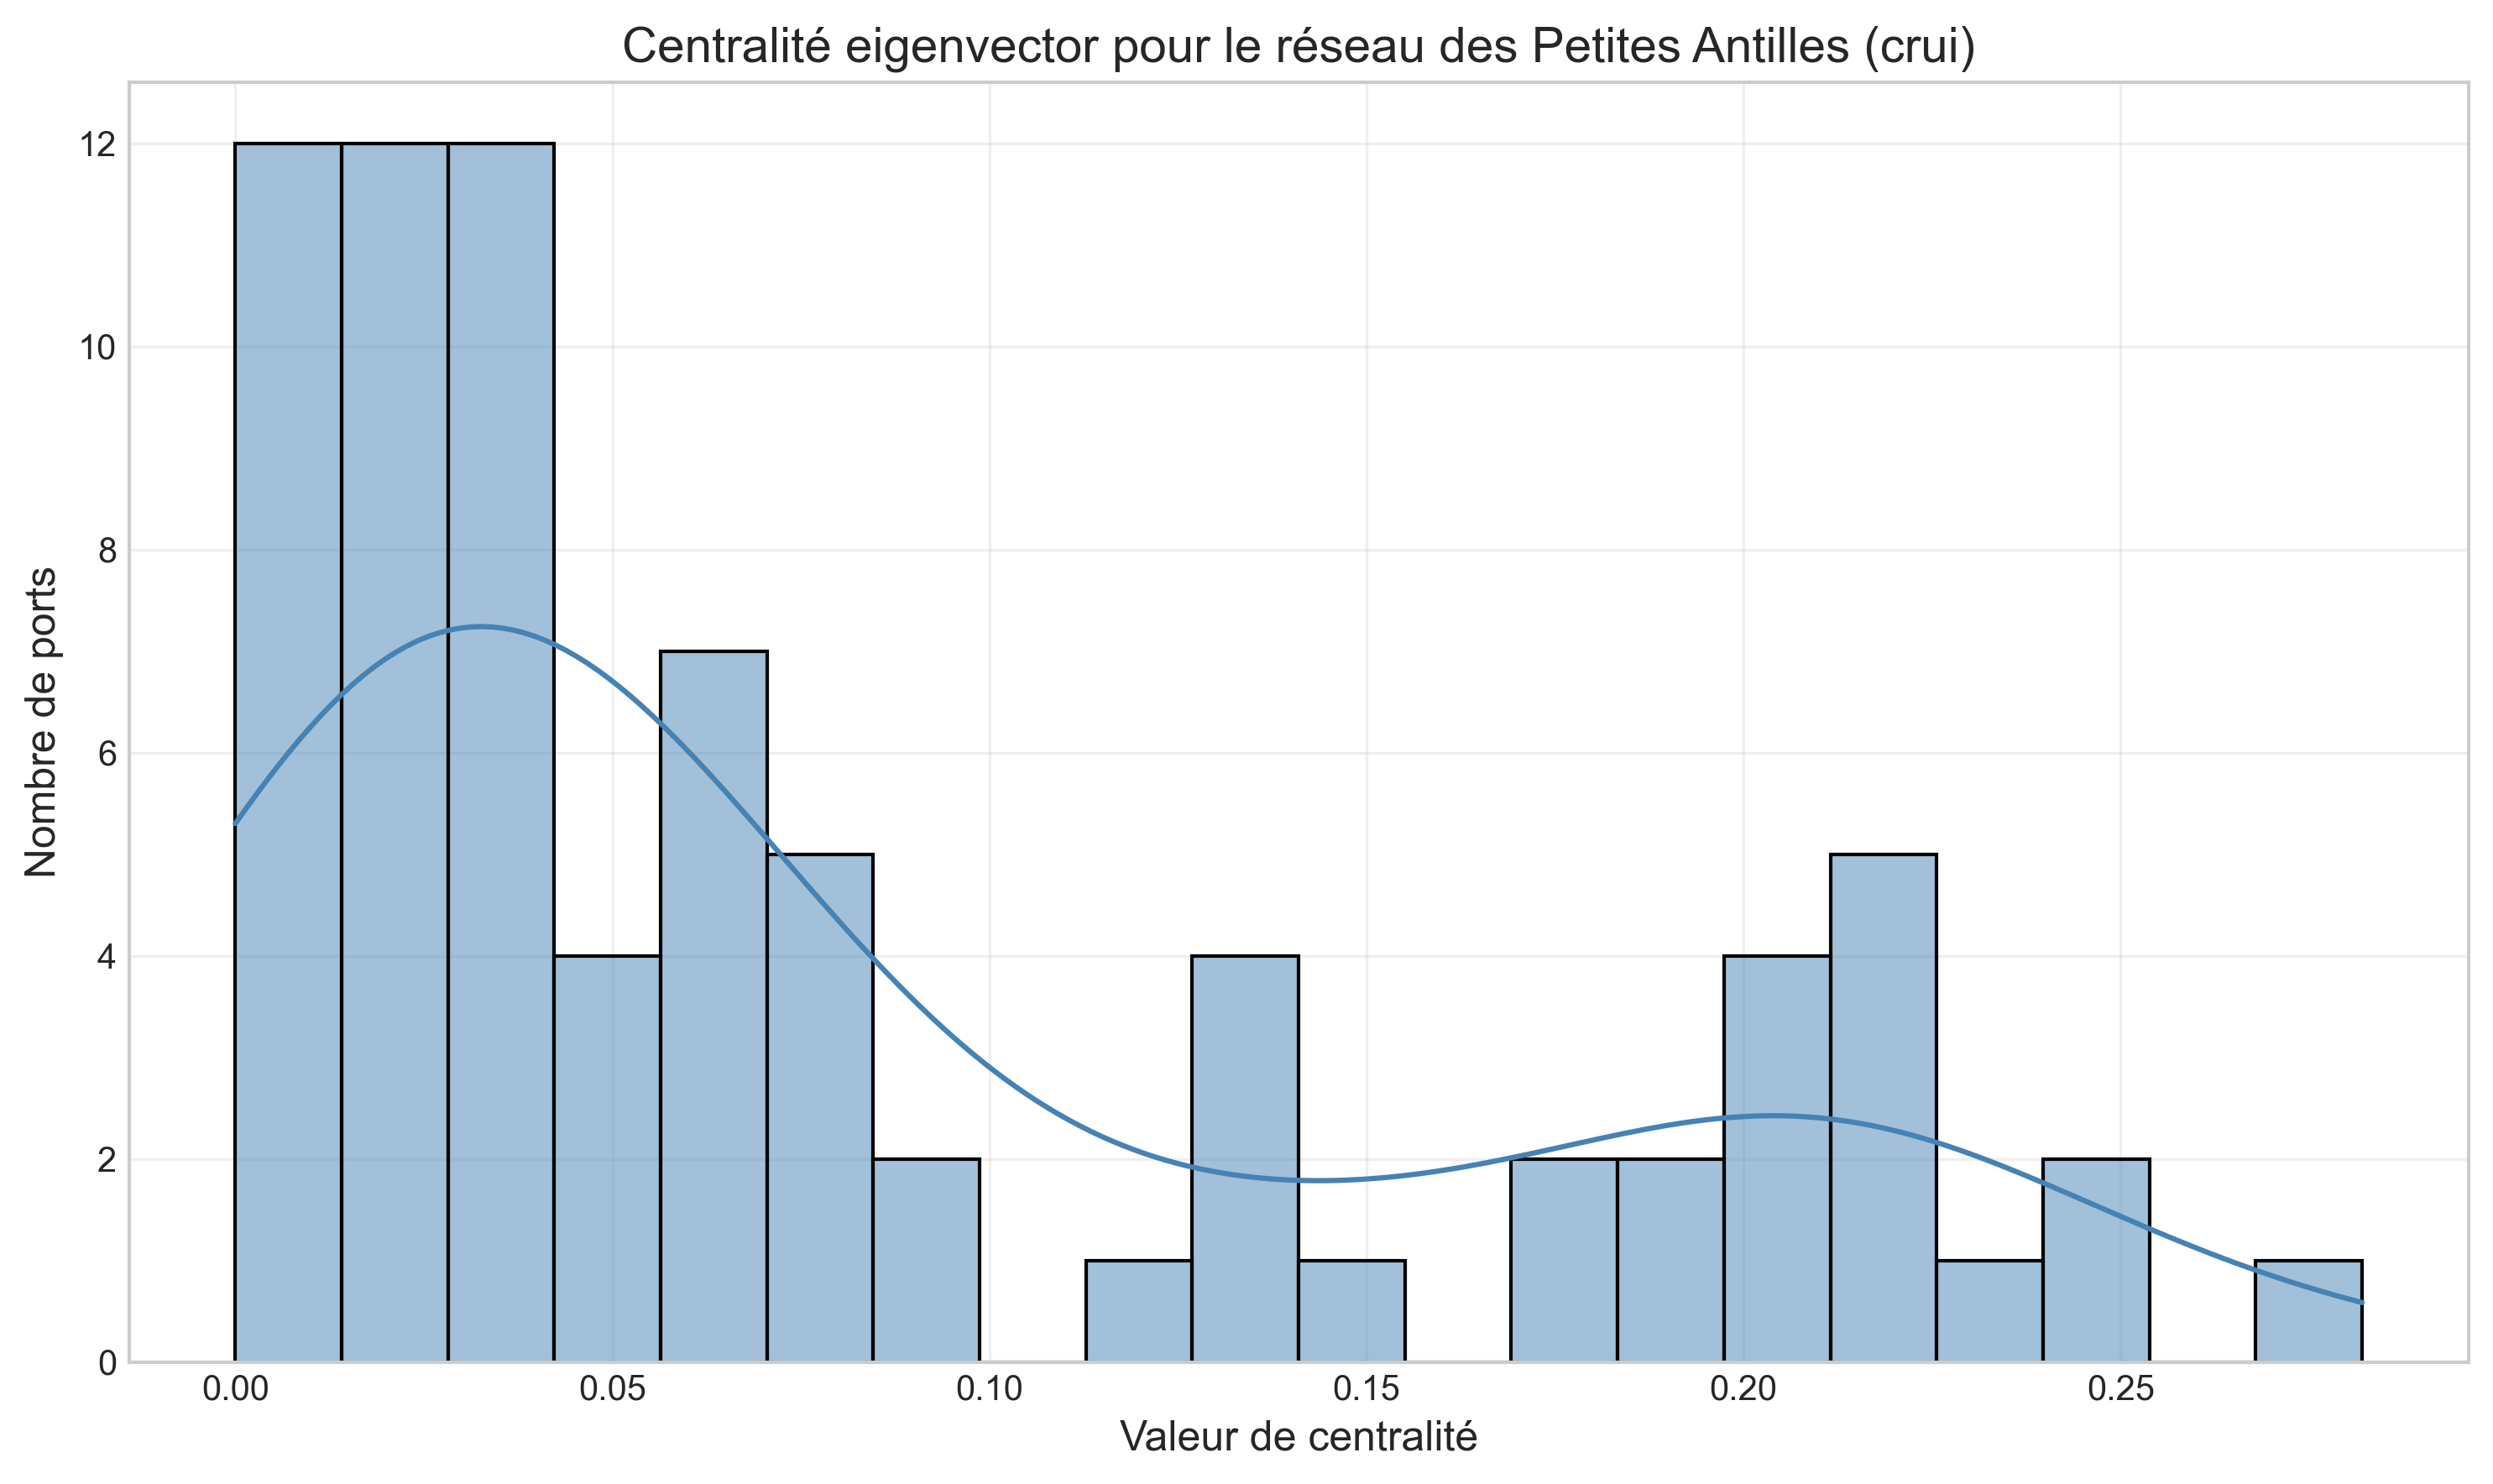 Centralité eigenvector pour le réseau des Petites Antilles (crui)
Nombre de ports
12
10
8
6
4
2
0
0.00 0.05 0.10 0.15 0.20 0.25
Valeur de centralité